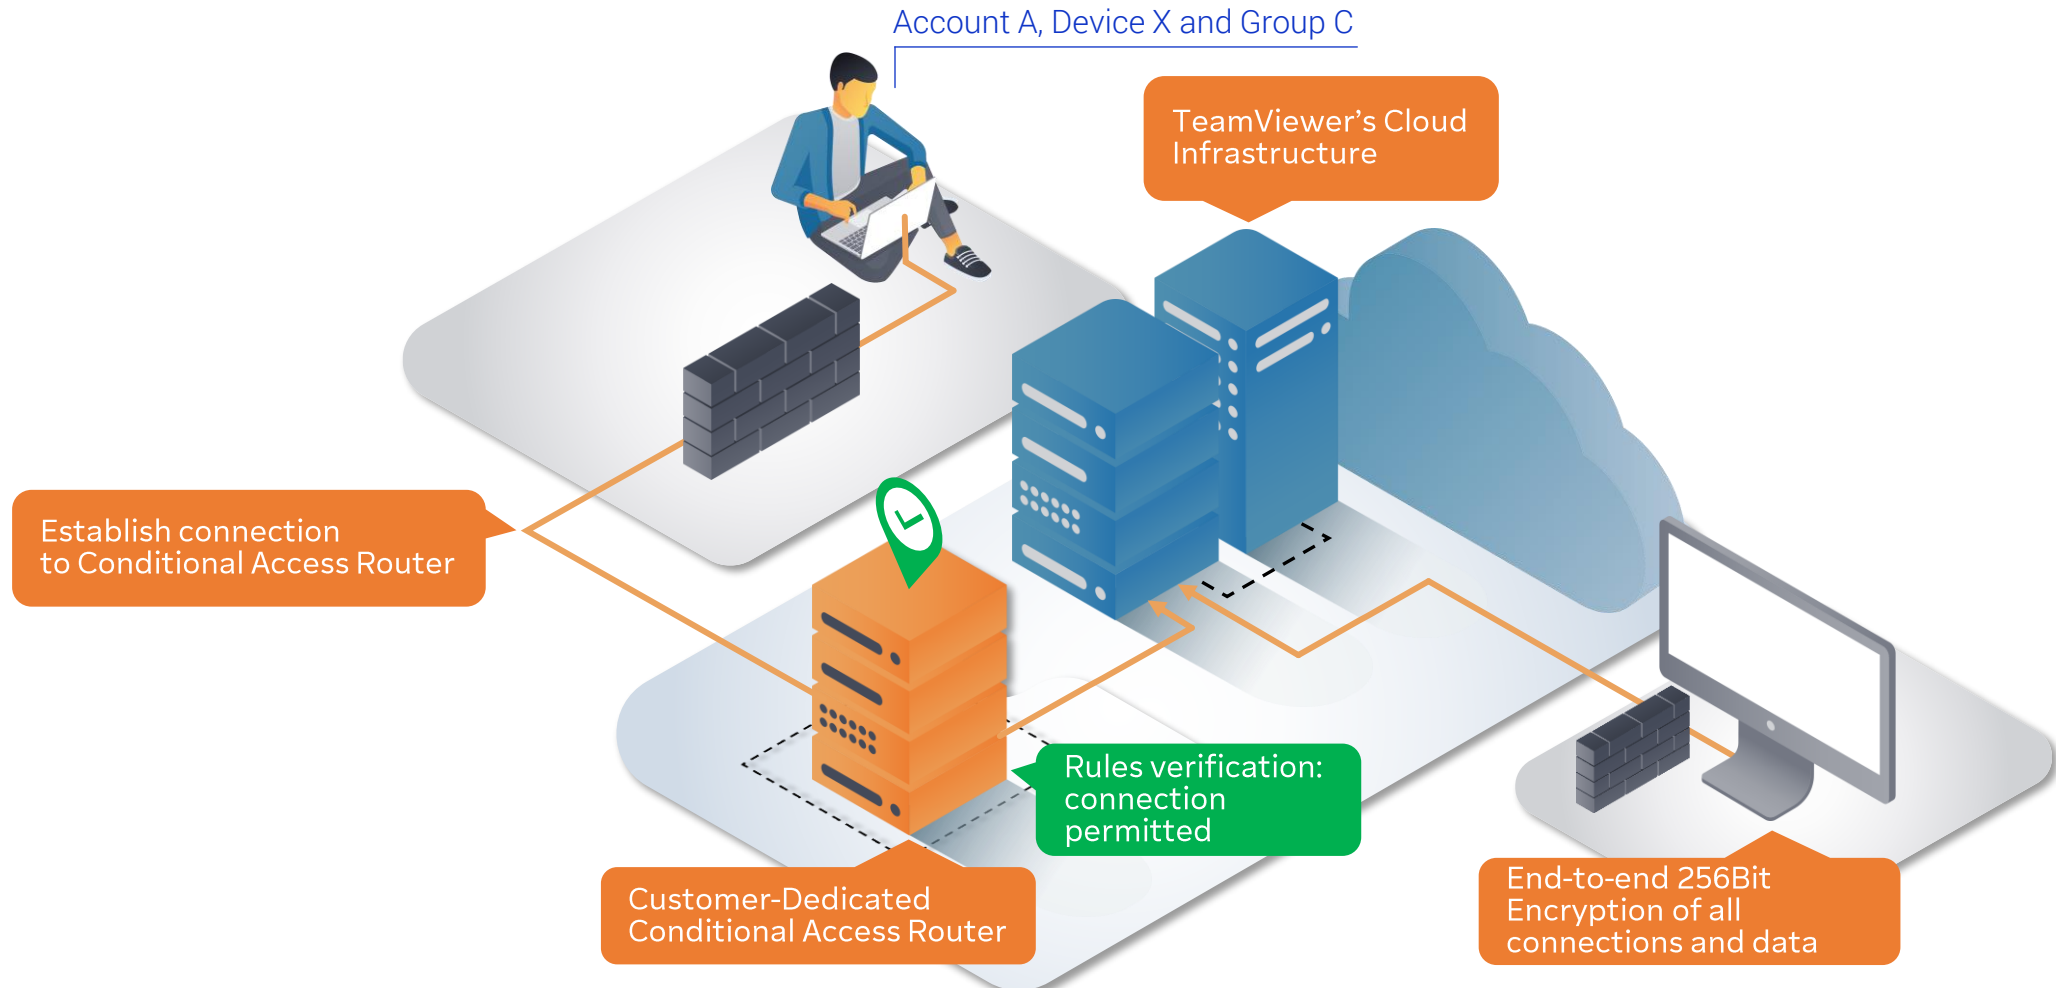 Account A, Device X and Group C
TeamViewer’s Cloud
Infrastructure
Establish connection
to Conditional Access Router
Rules verification:
connection
permitted
Customer-Dedicated
Conditional Access Router
End-to-end 256Bit
Encryption of all
connections and data